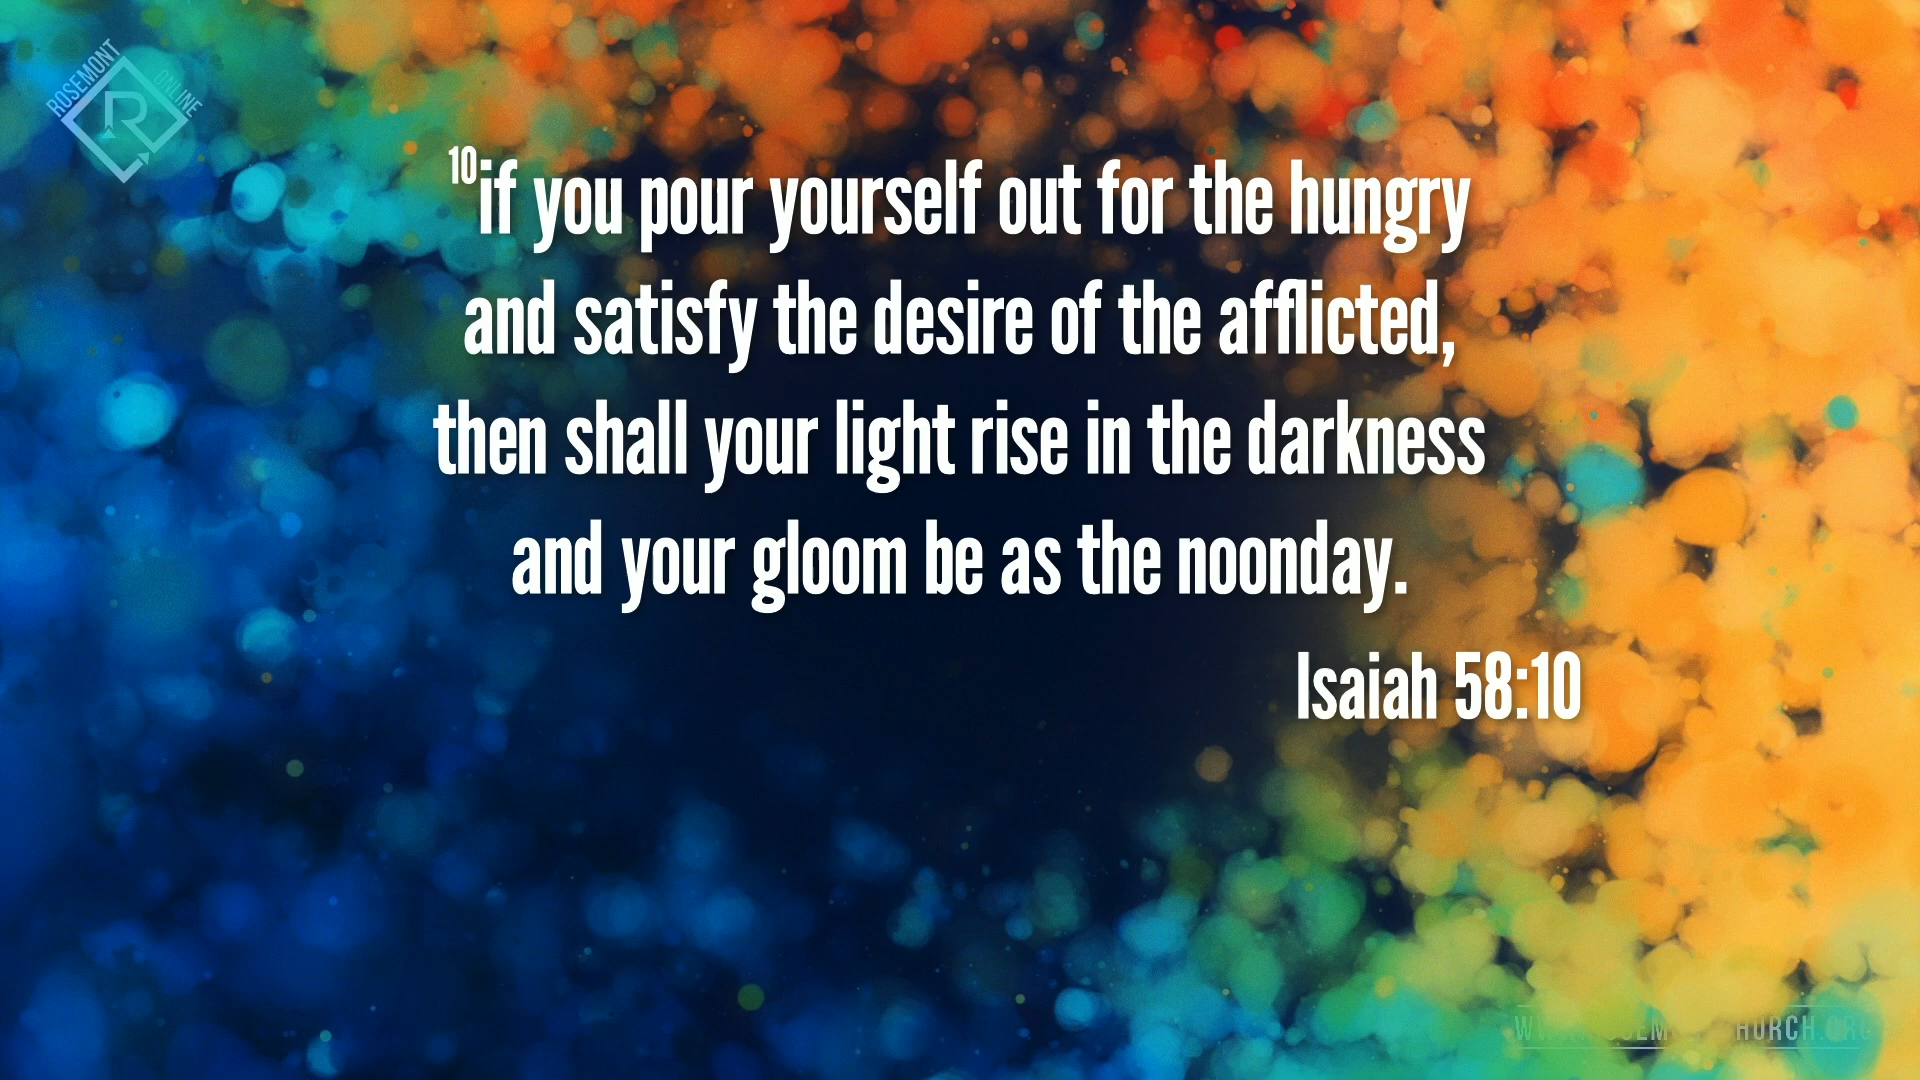 ROSEMONT
ONLINE
R
10if you pour yourself out for the hungry
and satisfy the desire of the afflicted,
then shall your light rise in the darkness
and your gloom be as the noonday.
Isaiah 58:10